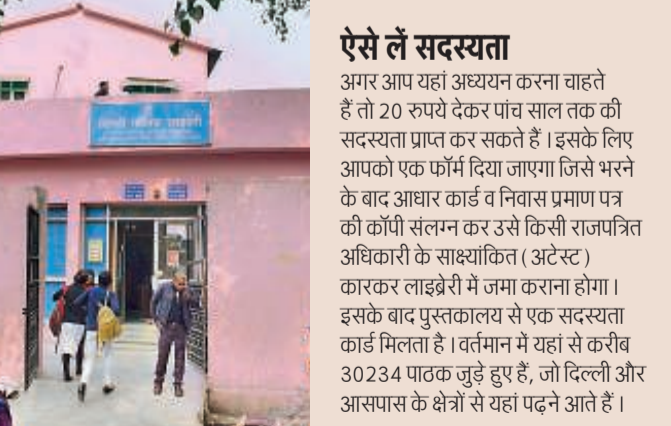 ऐसे लें सदस्यता
अगर आप यहां अध्ययन करना चाहते
हैं तो 20 रुपये देकर पांच साल तक की
सदस्यता प्राप्त कर सकते हैं । इसके लिए
आपको एक फॉर्म दिया जाएगा जिसे भरने
के बाद आधार कार्ड व निवास प्रमाण पत्र
की कॉपी संलग्न कर उसे किसी राजपत्रित
अधिकारी के साक्ष्यांकित ( अटेस्ट )
कारकर लाइब्रेरी में जमा कराना होगा ।
इसके बाद पुस्तकालय से एक सदस्यता
कार्ड मिलता है । वर्तमान में यहां से करीब
30234 पाठक जुड़े हुए हैं, जो दिल्ली और
आसपास के क्षेत्रों से यहां पढ़ने आते हैं ।